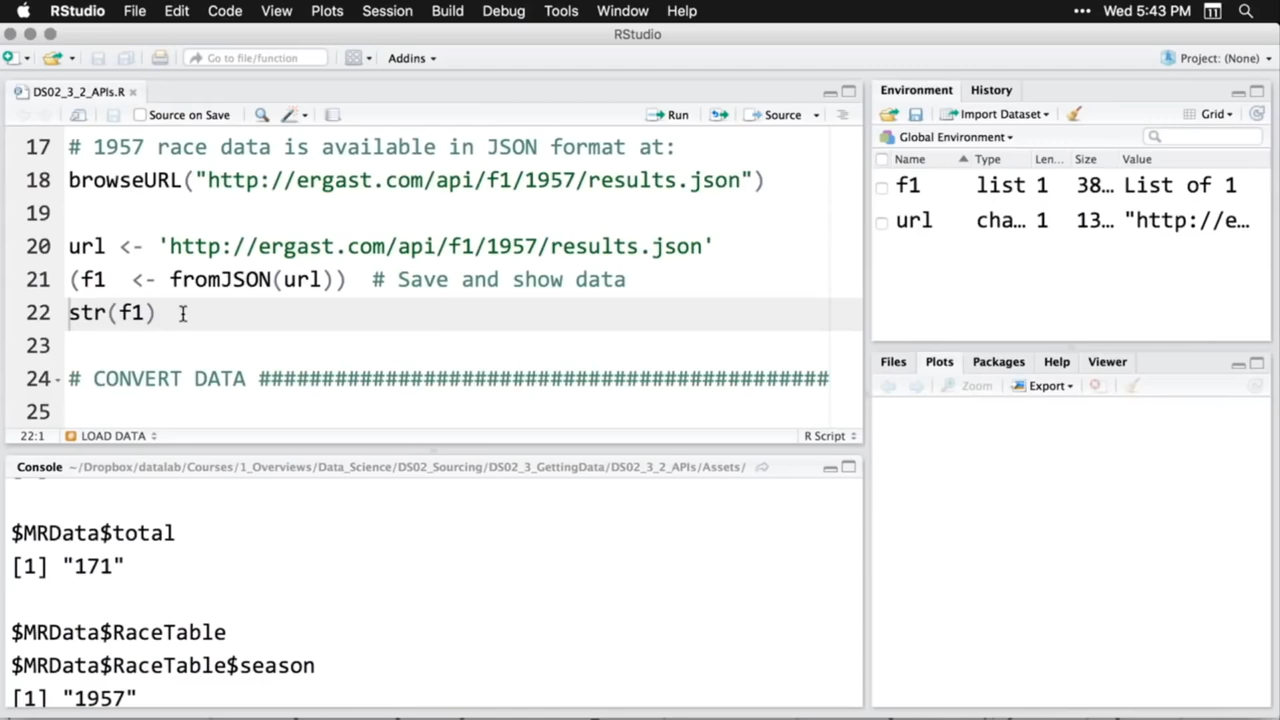 RStudio File Edit Code View Plots Session Build Debug Tools Window Help ••• Wed 5:43 PM 11
RStudio
Go to file/function Addins Project: (None)
DS02_3_2_APIs.R
Source on Save Run Source
17 # 1957 race data is available in JSON format at:
18 browseURL("http://ergast.com/api/f1/1957/results.json")
19
20 url <- 'http://ergast.com/api/f1/1957/results.json'
21 (f1 <- fromJSON(url)) # Save and show data
22 str(f1)
23
24 # CONVERT DATA #############################################
25
22:1 LOAD DATA R Script
Console ~/Dropbox/datalab/Courses/1_Overviews/Data_Science/DS02_Sourcing/DS02_3_GettingData/DS02_3_2_APIs/Assets/
$MRData$total
[1] "171"
$MRData$RaceTable
$MRData$RaceTable$season
[1] "1957"
Environment History
Import Dataset Grid
Global Environment
Name Type Len... Size Value
f1 list 1 38... List of 1
url cha... 1 13... "http://e...
Files Plots Packages Help Viewer
Zoom Export